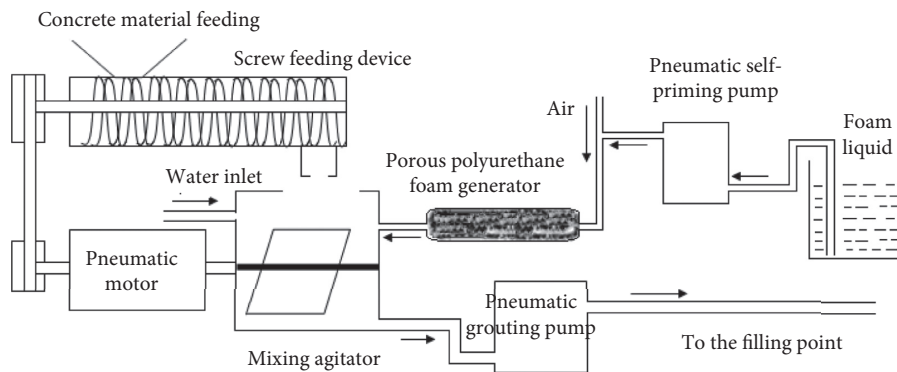 Concrete material feeding
Screw feeding device
Pneumatic self-
priming pump
Air
Foam
liquid
Porous polyurethane
foam generator
Water inlet
Pneumatic
motor
Pneumatic
grouting pump
Mixing agitator
To the filling point